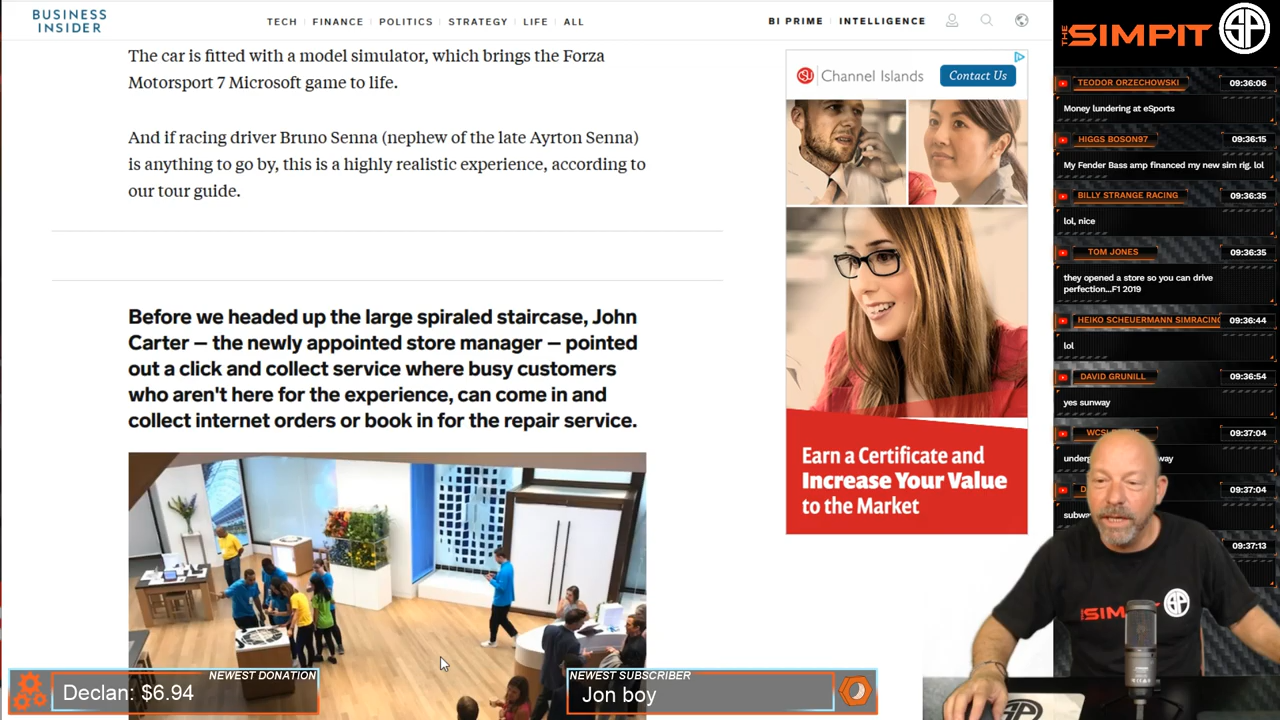 BUSINESS
INSIDER
TECH | FINANCE | POLITICS | STRATEGY | LIFE | ALL
BI PRIME | INTELLIGENCE
The car is fitted with a model simulator, which brings the Forza
Motorsport 7 Microsoft game to life.
And if racing driver Bruno Senna (nephew of the late Ayrton Senna)
is anything to go by, this is a highly realistic experience, according to
our tour guide.
Before we headed up the large spiraled staircase, John
Carter – the newly appointed store manager – pointed
out a click and collect service where busy customers
who aren't here for the experience, can come in and
collect internet orders or book in for the repair service.
Channel Islands
Contact Us
Earn a Certificate and
Increase Your Value
to the Market
THE SIMPIT SP
TEODOR ORZECHOWSKI 09:36:06
Money lundering at eSports
HIGGS BOSON97 09:36:15
My Fender Bass amp financed my new sim rig. lol
BILLY STRANGE RACING 09:36:35
lol, nice
TOM JONES 09:36:35
they opened a store so you can drive
perfection...F1 2019
HEIKO SCHEUERMANN SIMRACING 09:36:44
lol
DAVID GRUNILL 09:36:54
yes sunway
09:37:04
09:37:04
09:37:13
SIMPIT SP
NEWEST DONATION
Declan: $6.94
NEWEST SUBSCRIBER
Jon boy
SP